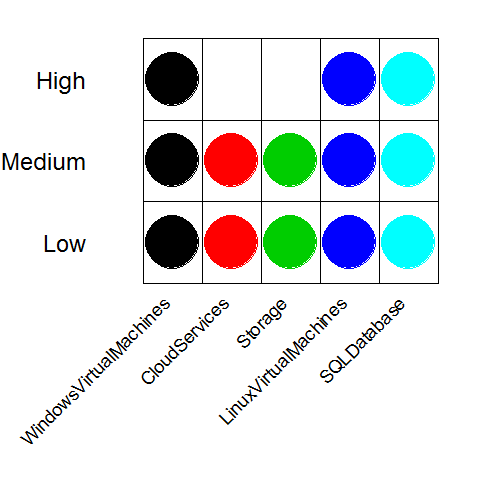 High
Medium
Low
WindowsVirtualMachines
CloudServices
Storage
LinuxVirtualMachines
SQLDatabase